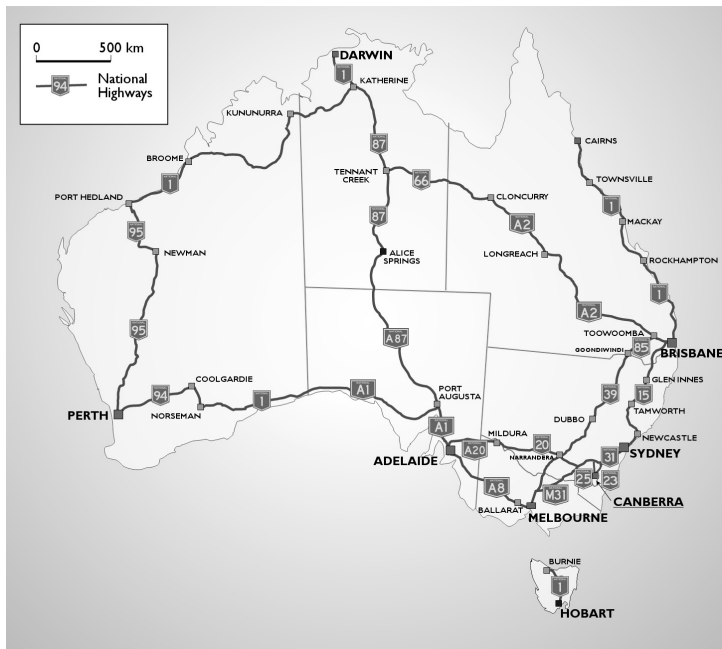 0 500 km
94 National
Highways
DARWIN
1
KATHERINE
KUNUNURRA
87
CAIRNS
BROOME
TENNANT
CREEK
66
TOWNSVILLE
1
PORT HEDLAND
CLONCURRY
1
87
MACKAY
95
A2
NEWMAN
ALICE
SPRINGS
LONGREACH
ROCKHAMPTON
1
A2
95
TOOWOOMBA
A87
GOONDIWINDI
85
BRISBANE
COOLGARDIE
GLEN INNES
94
A1
PORT
AUGUSTA
39
15
1
PERTH
NORSEMAN
TAMWORTH
DUBBO
A1
MILDURA
NEWCASTLE
20
A20
SYDNEY
ADELAIDE
NARRANDERA
31
25
23
A8
M31
CANBERRA
BALLARAT
MELBOURNE
BURNIE
1
HOBART